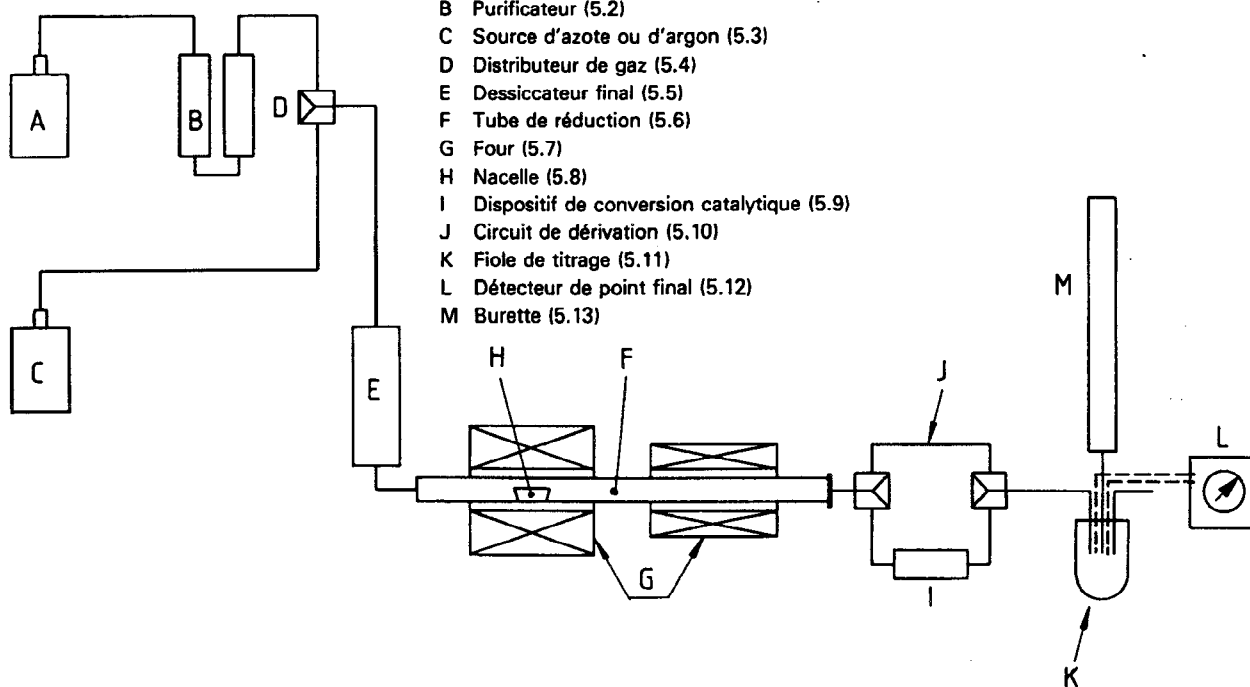 B Purificateur (5.2)
C Source d'azote ou d'argon (5.3)
D Distributeur de gaz (5.4)
E Dessiccateur final (5.5)
F Tube de réduction (5.6)
G Four (5.7)
H Nacelle (5.8)
I Dispositif de conversion catalytique (5.9)
J Circuit de dérivation (5.10)
K Fiole de titrage (5.11)
L Détecteur de point final (5.12)
M Burette (5.13)
A
B
D
C
E
H
F
G
J
I
M
L
K